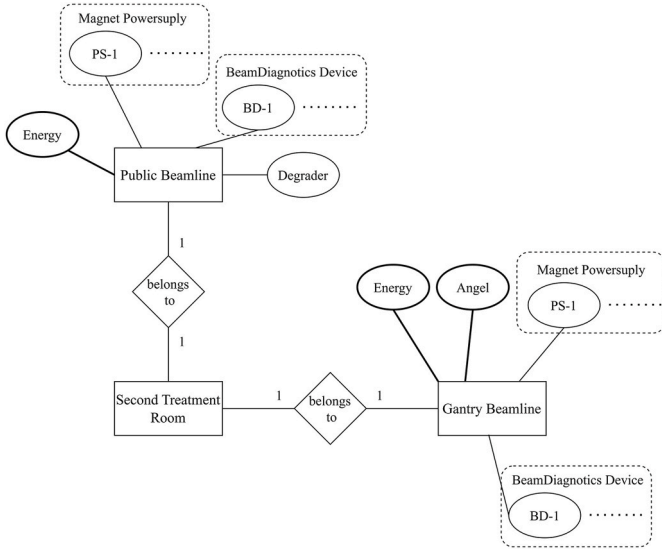 Magnet Powersuply
PS-1 ········
BeamDiagnotics Device
BD-1 ········
Energy
Public Beamline
Degrader
1
belongs
to
1
Energy
Angel
Magnet Powersuply
PS-1 ········
Second Treatment
Room
1
belongs
to
1
Gantry Beamline
BeamDiagnotics Device
BD-1 ········